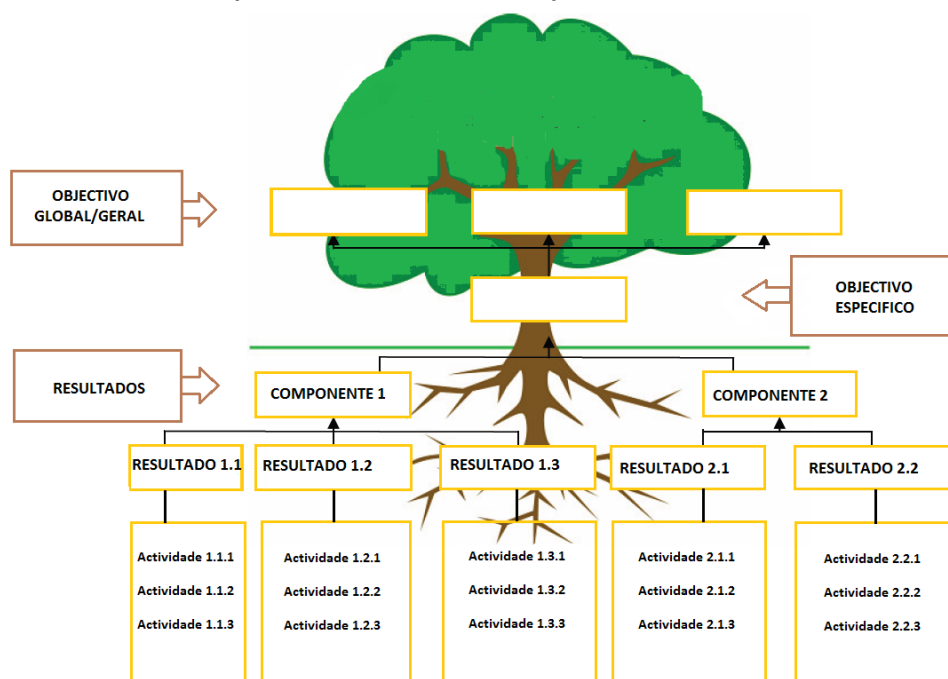 OBJECTIVO
GLOBAL/GERAL
OBJECTIVO
ESPECIFICO
RESULTADOS
COMPONENTE 1
COMPONENTE 2
RESULTADO 1.1
RESULTADO 1.2
RESULTADO 1.3
RESULTADO 2.1
RESULTADO 2.2
Actividade 1.1.1
Actividade 1.1.2
Actividade 1.1.3
Actividade 1.2.1
Actividade 1.2.2
Actividade 1.2.3
Actividade 1.3.1
Actividade 1.3.2
Actividade 1.3.3
Actividade 2.1.1
Actividade 2.1.2
Actividade 2.1.3
Actividade 2.2.1
Actividade 2.2.2
Actividade 2.2.3